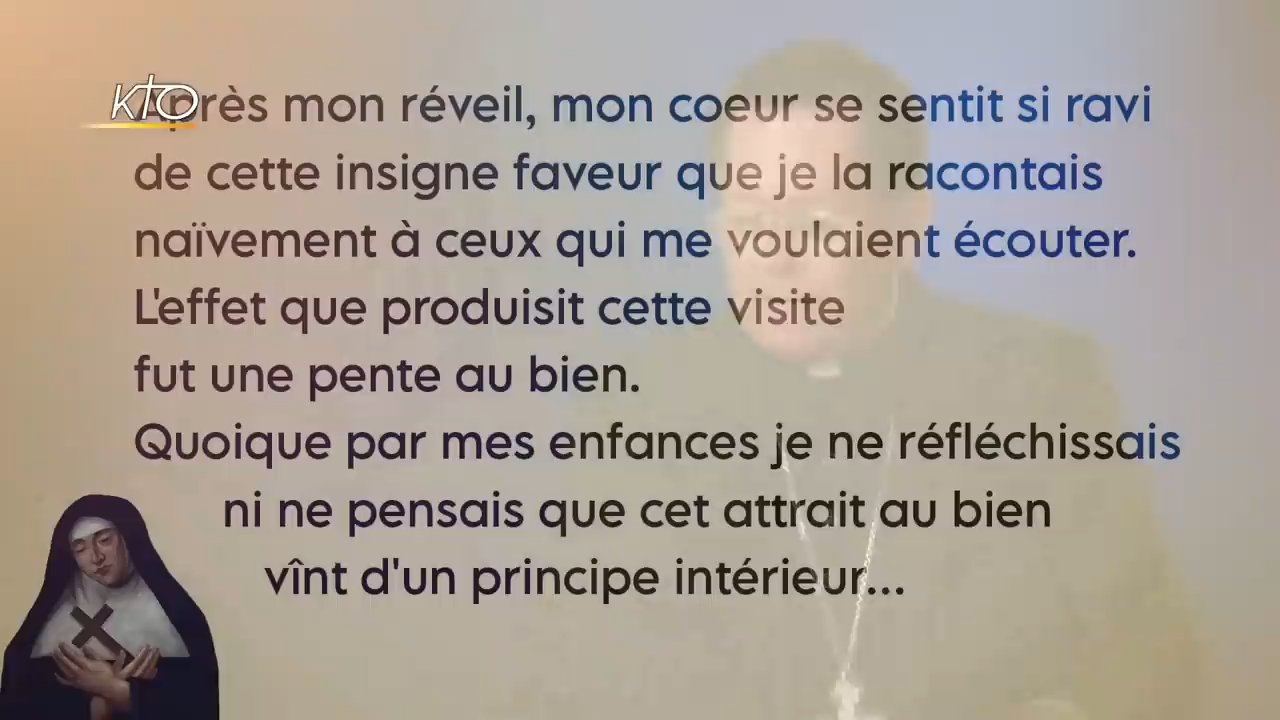 KTO
Après mon réveil, mon coeur se sentit si ravi
de cette insigne faveur que je la racontais
naïvement à ceux qui me voulaient écouter.
L'effet que produisit cette visite
fut une pente au bien.
Quoique par mes enfances je ne réfléchissais
ni ne pensais que cet attrait au bien
vînt d'un principe intérieur...